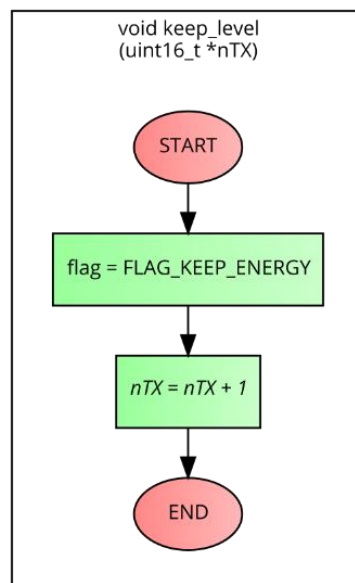 void keep_level
(uint16_t *nTX)
START
flag = FLAG_KEEP_ENERGY
nTX = nTX + 1
END